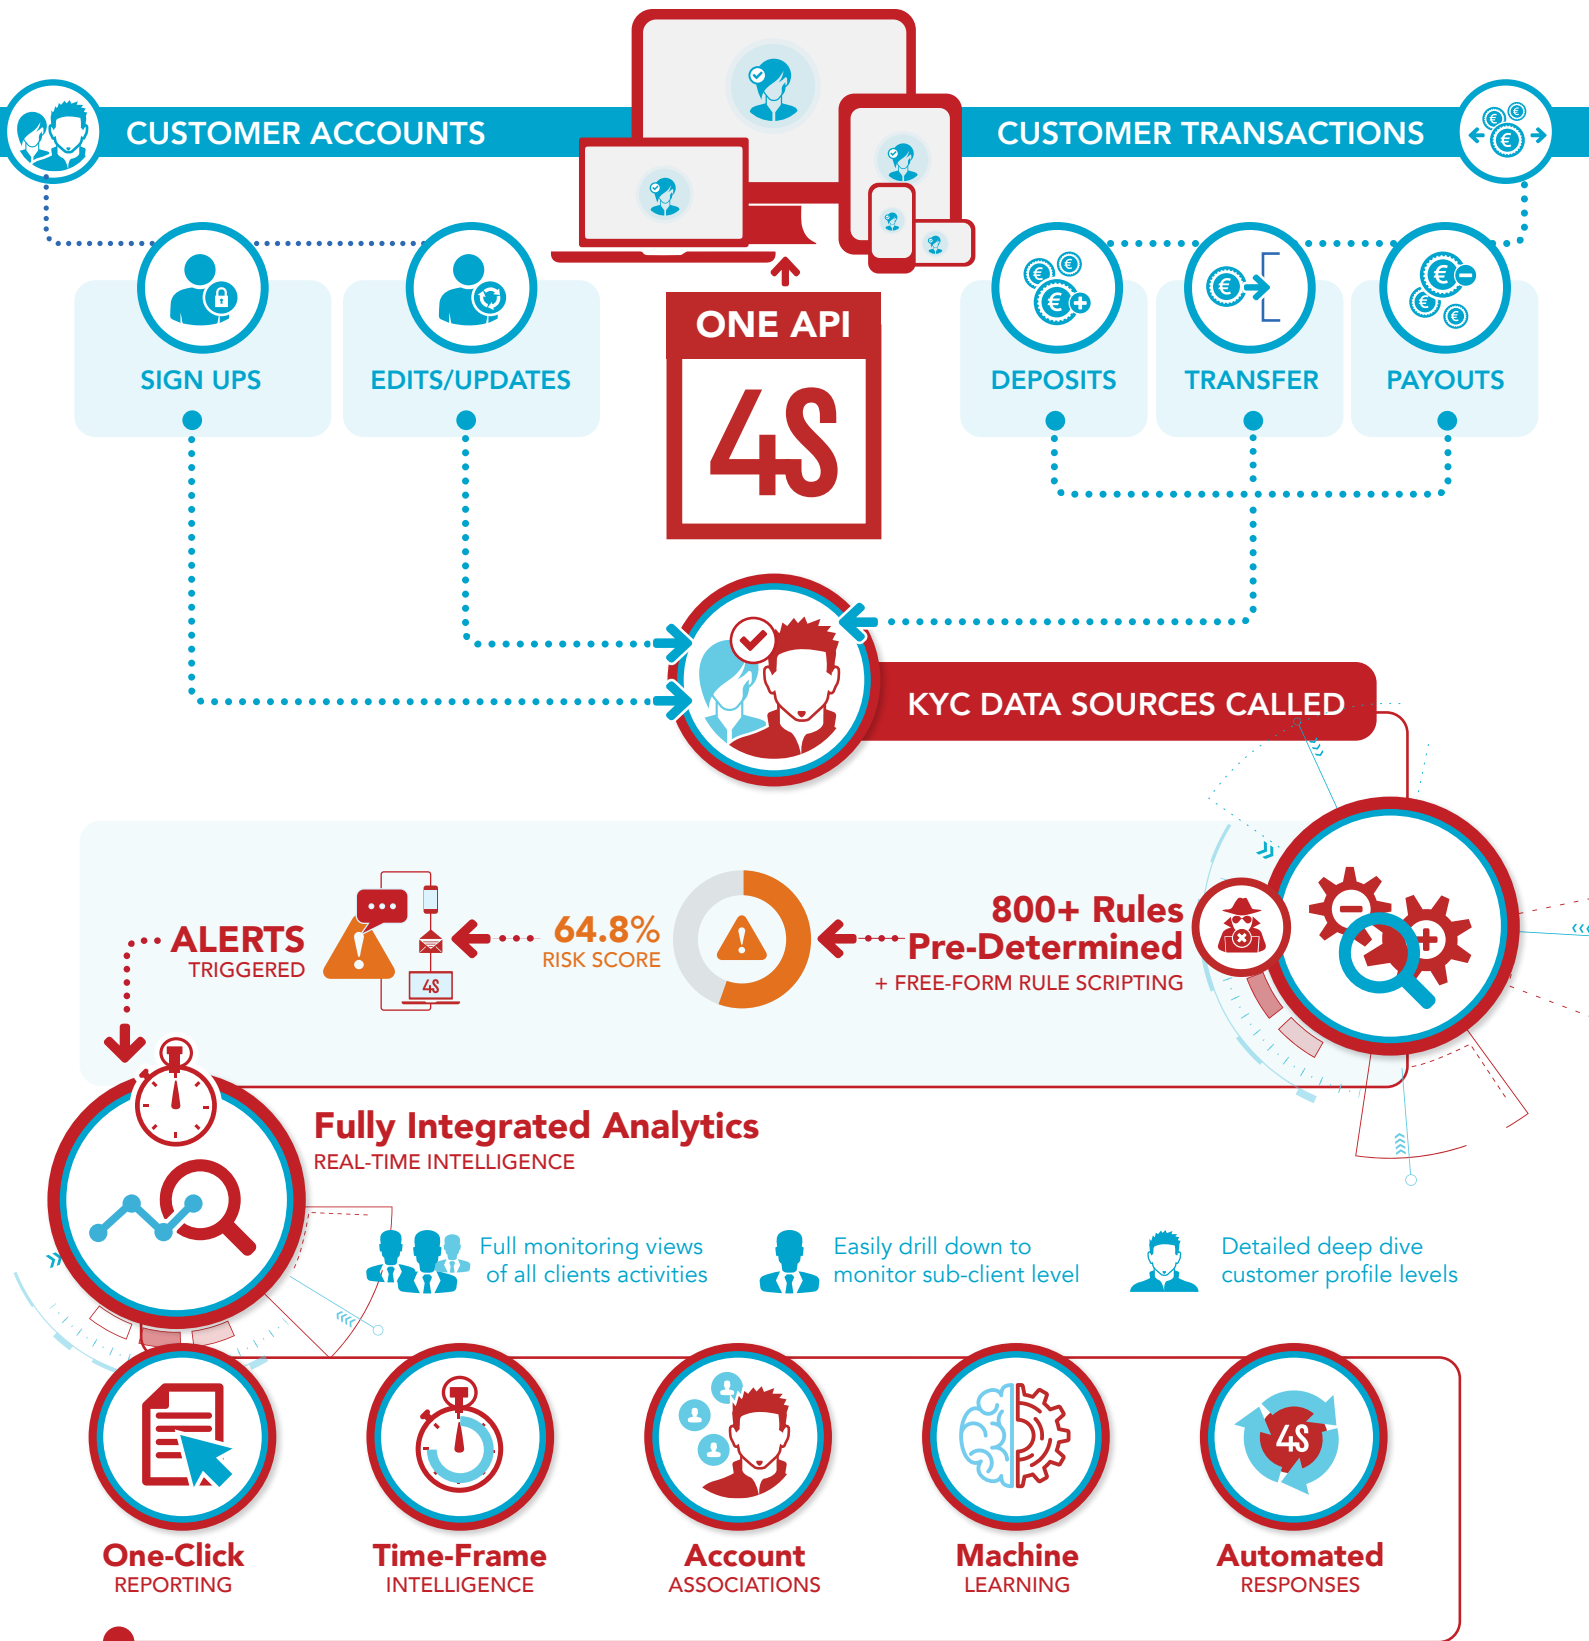 CUSTOMER ACCOUNTS
CUSTOMER TRANSACTIONS
SIGN UPS
EDITS/UPDATES
ONE API
4S
DEPOSITS
TRANSFER
PAYOUTS
KYC DATA SOURCES CALLED
ALERTS
TRIGGERED
4S
64.8%
RISK SCORE
800+ Rules
Pre-Determined
+ FREE-FORM RULE SCRIPTING
Fully Integrated Analytics
REAL-TIME INTELLIGENCE
Full monitoring views
of all clients activities
Easily drill down to
monitor sub-client level
Detailed deep dive
customer profile levels
4S
One-Click
REPORTING
Time-Frame
INTELLIGENCE
Account
ASSOCIATIONS
Machine
LEARNING
Automated
RESPONSES